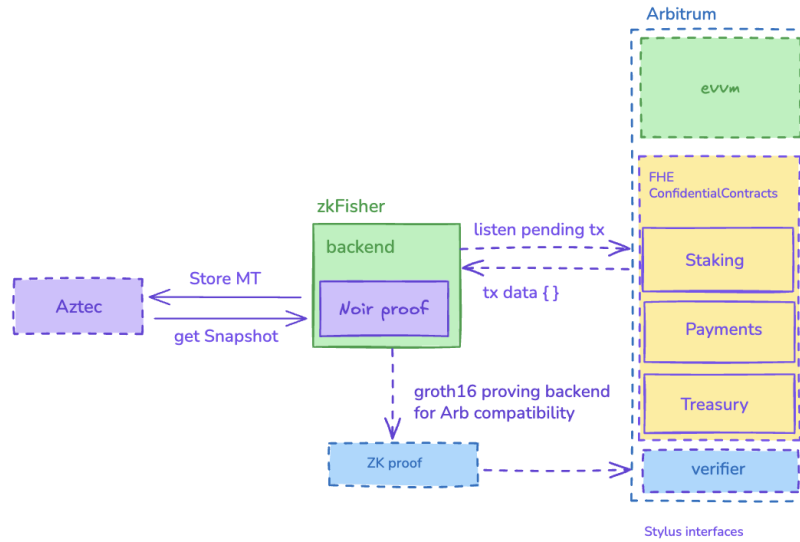 Arbitrum
evvm
FHE
ConfidentialContracts
zkFisher
backend
listen pending tx
Staking
Store MT
Noir proof
tx data { }
Aztec
get Snapshot
Payments
groth16 proving backend
for Arb compatibility
Treasury
ZK proof
verifier
Stylus interfaces